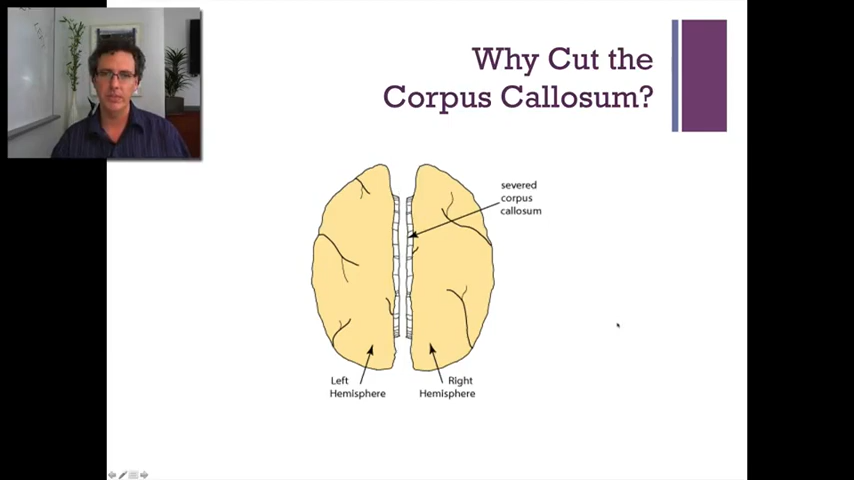 Why Cut the
Corpus Callosum?
severed
corpus
callosum
Left
Hemisphere
Right
Hemisphere